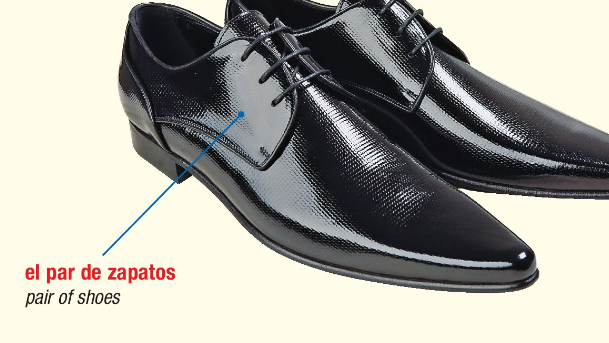 el par de zapatos
pair of shoes